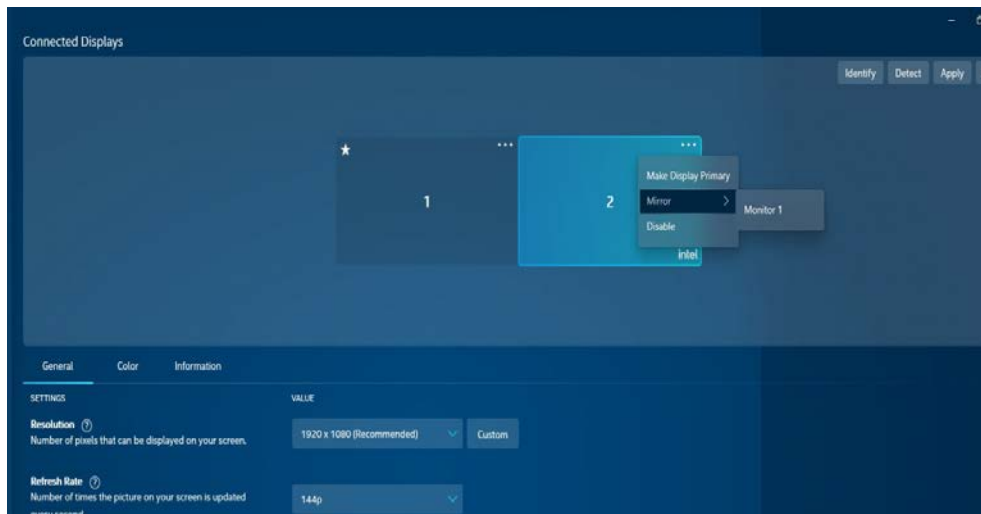 Connected Displays
Identify Detect Apply
1
2
Make Display Primary
Mirror
Monitor 1
Disable
intel
General Color Information
SETTINGS VALUE
Resolution
Number of pixels that can be displayed on your screen.
1920 x 1080 (Recommended) Custom
Refresh Rate
Number of times the picture on your screen is updated
every second.
144p